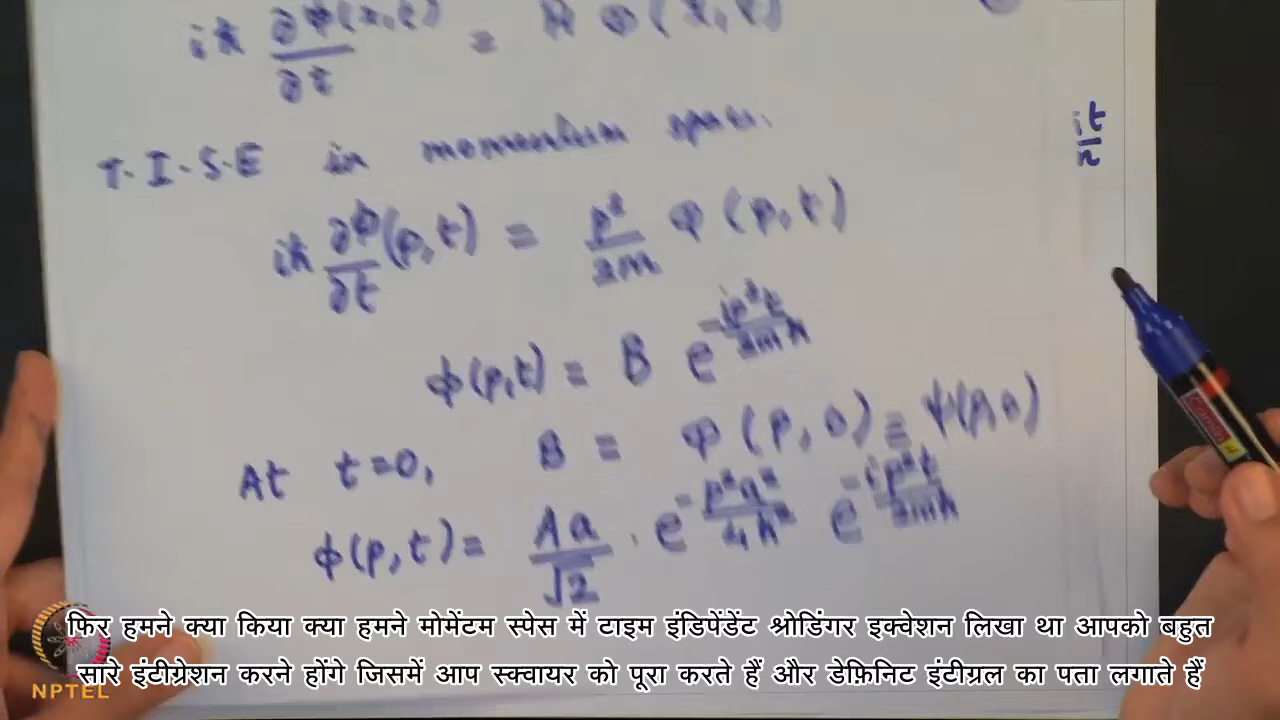 iħ ∂Φ(x,t)/∂t = H Φ(x,t)
T.I.S.E in momentum space.
iħ ∂Φ/∂t (p,t) = p²/2m Φ(p,t)
it/ħ
ϕ(p,t) = B e^{-ip²t/2mħ}
At t=0, B = Φ(p,0) = ψ(p,0)
ϕ(p,t) = Aa/√2 . e^{-p²a²/4ħ²} e^{-ip²t/2mħ}
फिर हमने क्या किया क्या हमने मोमेंटम स्पेस में टाइम इंडिपेंडेंट श्रोडिंगर इक्वेशन लिखा था आपको बहुत
सारे इंटीग्रेशन करने होंगे जिसमें आप स्क्वायर को पूरा करते हैं और डेफ़िनिट इंटीग्रल का पता लगाते हैं
NPTEL